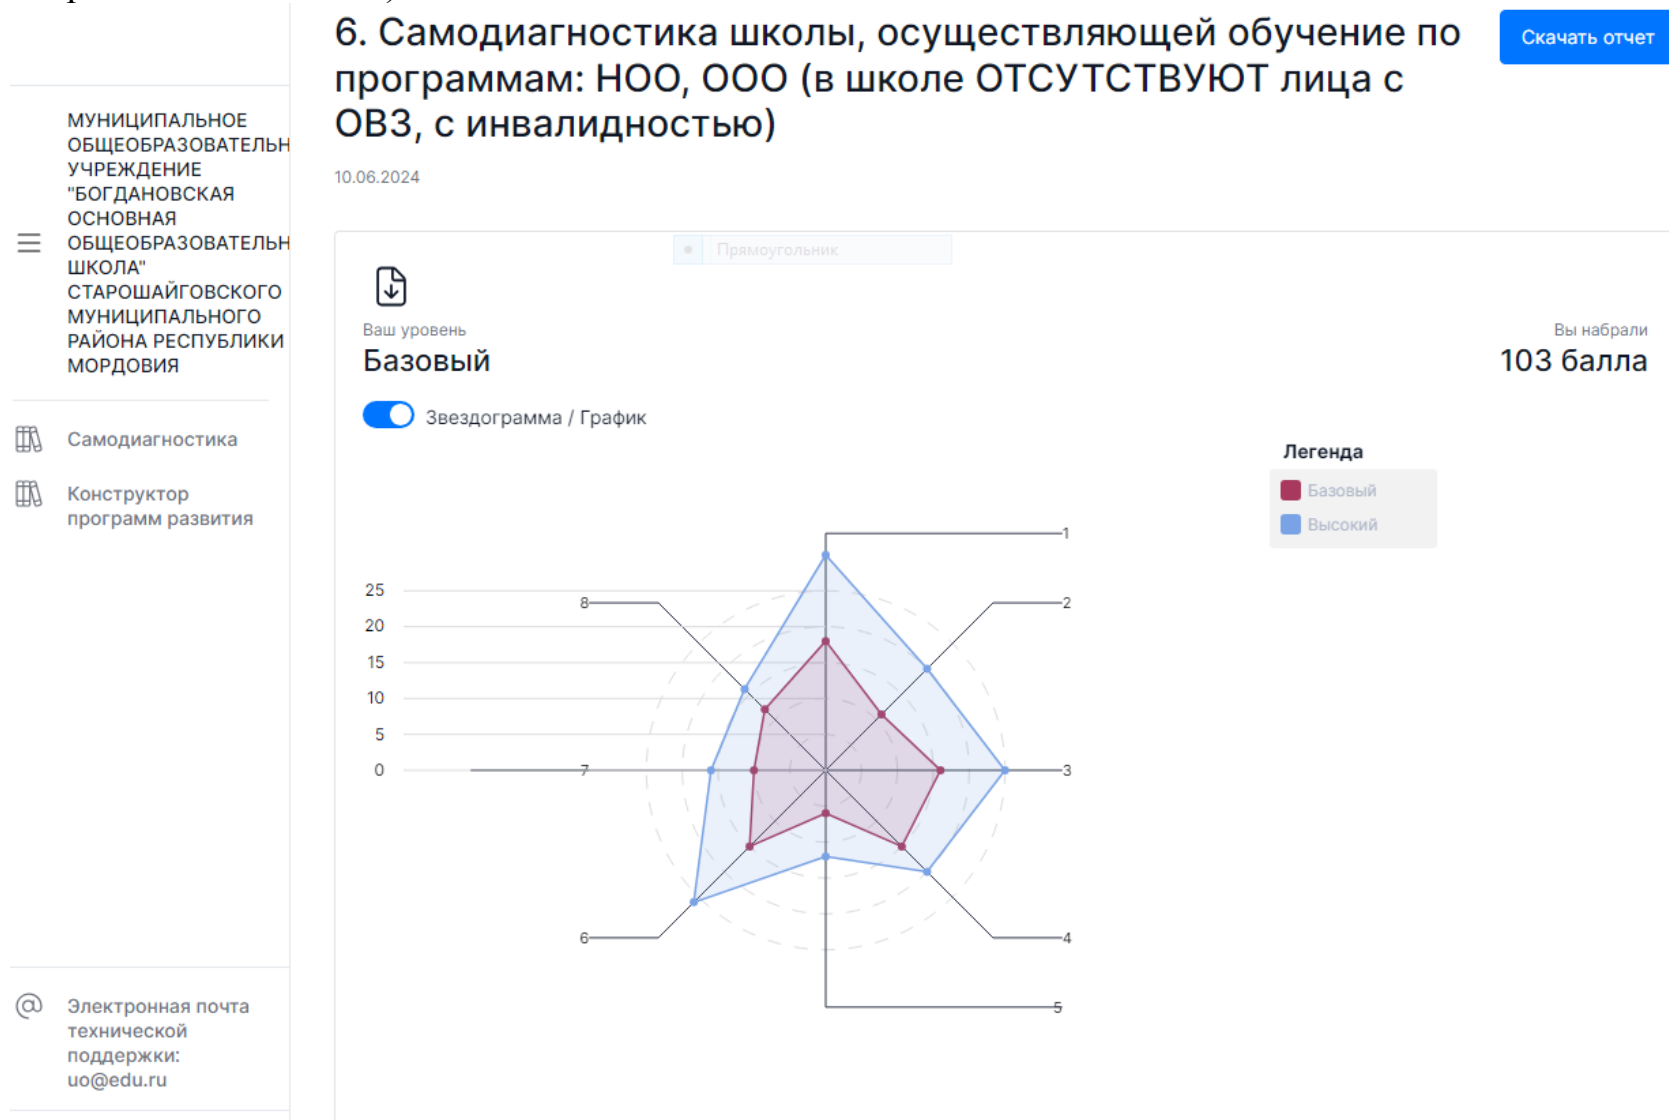 6. Самодиагностика школы, осуществляющей обучение по
программам: НОО, ООО (в школе ОТСУТСТВУЮТ лица с
ОВЗ, с инвалидностью)
Скачать отчет
10.06.2024
МУНИЦИПАЛЬНОЕ
ОБЩЕОБРАЗОВАТЕЛЬН
УЧРЕЖДЕНИЕ
"БОГДАНОВСКАЯ
ОСНОВНАЯ
ОБЩЕОБРАЗОВАТЕЛЬН
ШКОЛА"
СТАРОШАЙГОВСКОГО
МУНИЦИПАЛЬНОГО
РАЙОНА РЕСПУБЛИКИ
МОРДОВИЯ
Самодиагностика
Конструктор
программ развития
Электронная почта
технической
поддержки:
uo@edu.ru
Прямоугольник
Ваш уровень
Базовый
Вы набрали
103 балла
Звездограмма / График
Легенда
Базовый
Высокий
25
20
15
10
5
0
1
2
3
4
5
6
7
8